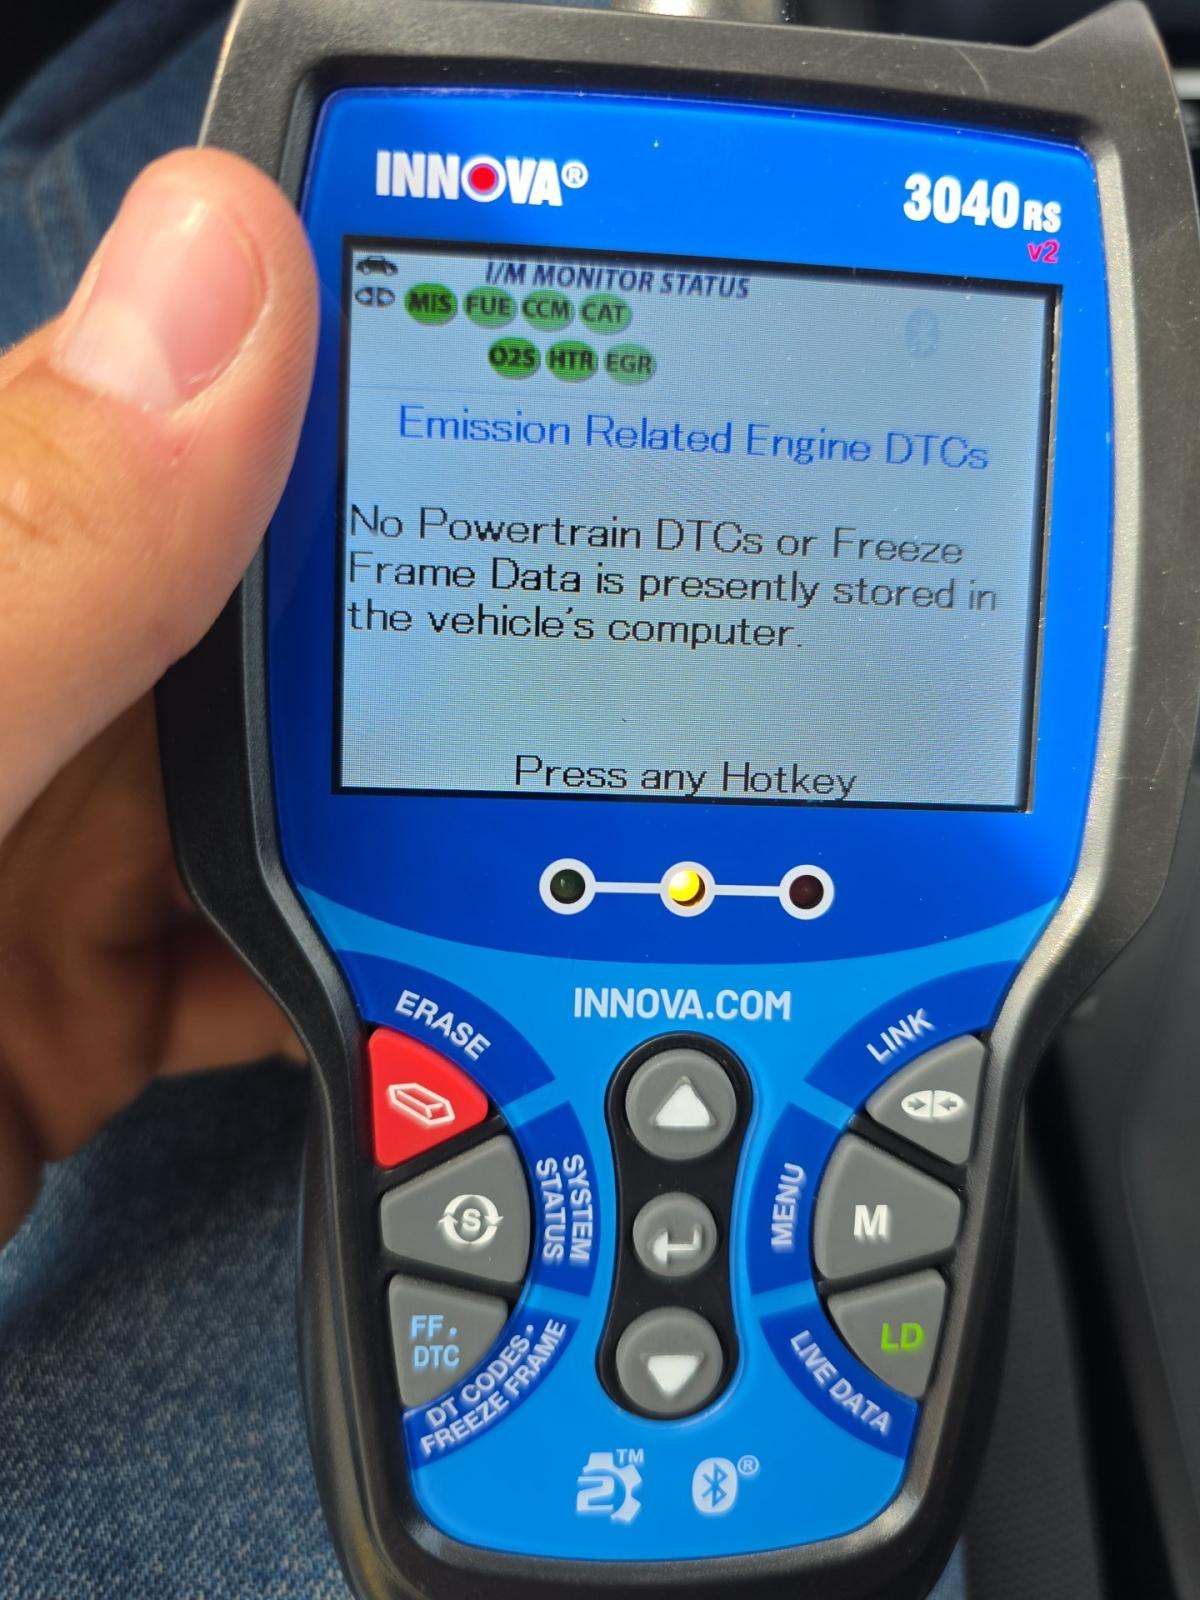 INNOVA®
3040RS
v2
I/M MONITOR STATUS
MIS FUE CCM CAT
O2S HTR EGR
Emission Related Engine DTCs
No Powertrain DTCs or Freeze
Frame Data is presently stored in
the vehicle's computer.
Press any Hotkey
INNOVA.COM
ERASE
LINK
S
SYSTEM
STATUS
MENU
M
FF.
DTC
DT CODES•
FREEZE FRAME
LIVE DATA
LD
2 TM
®